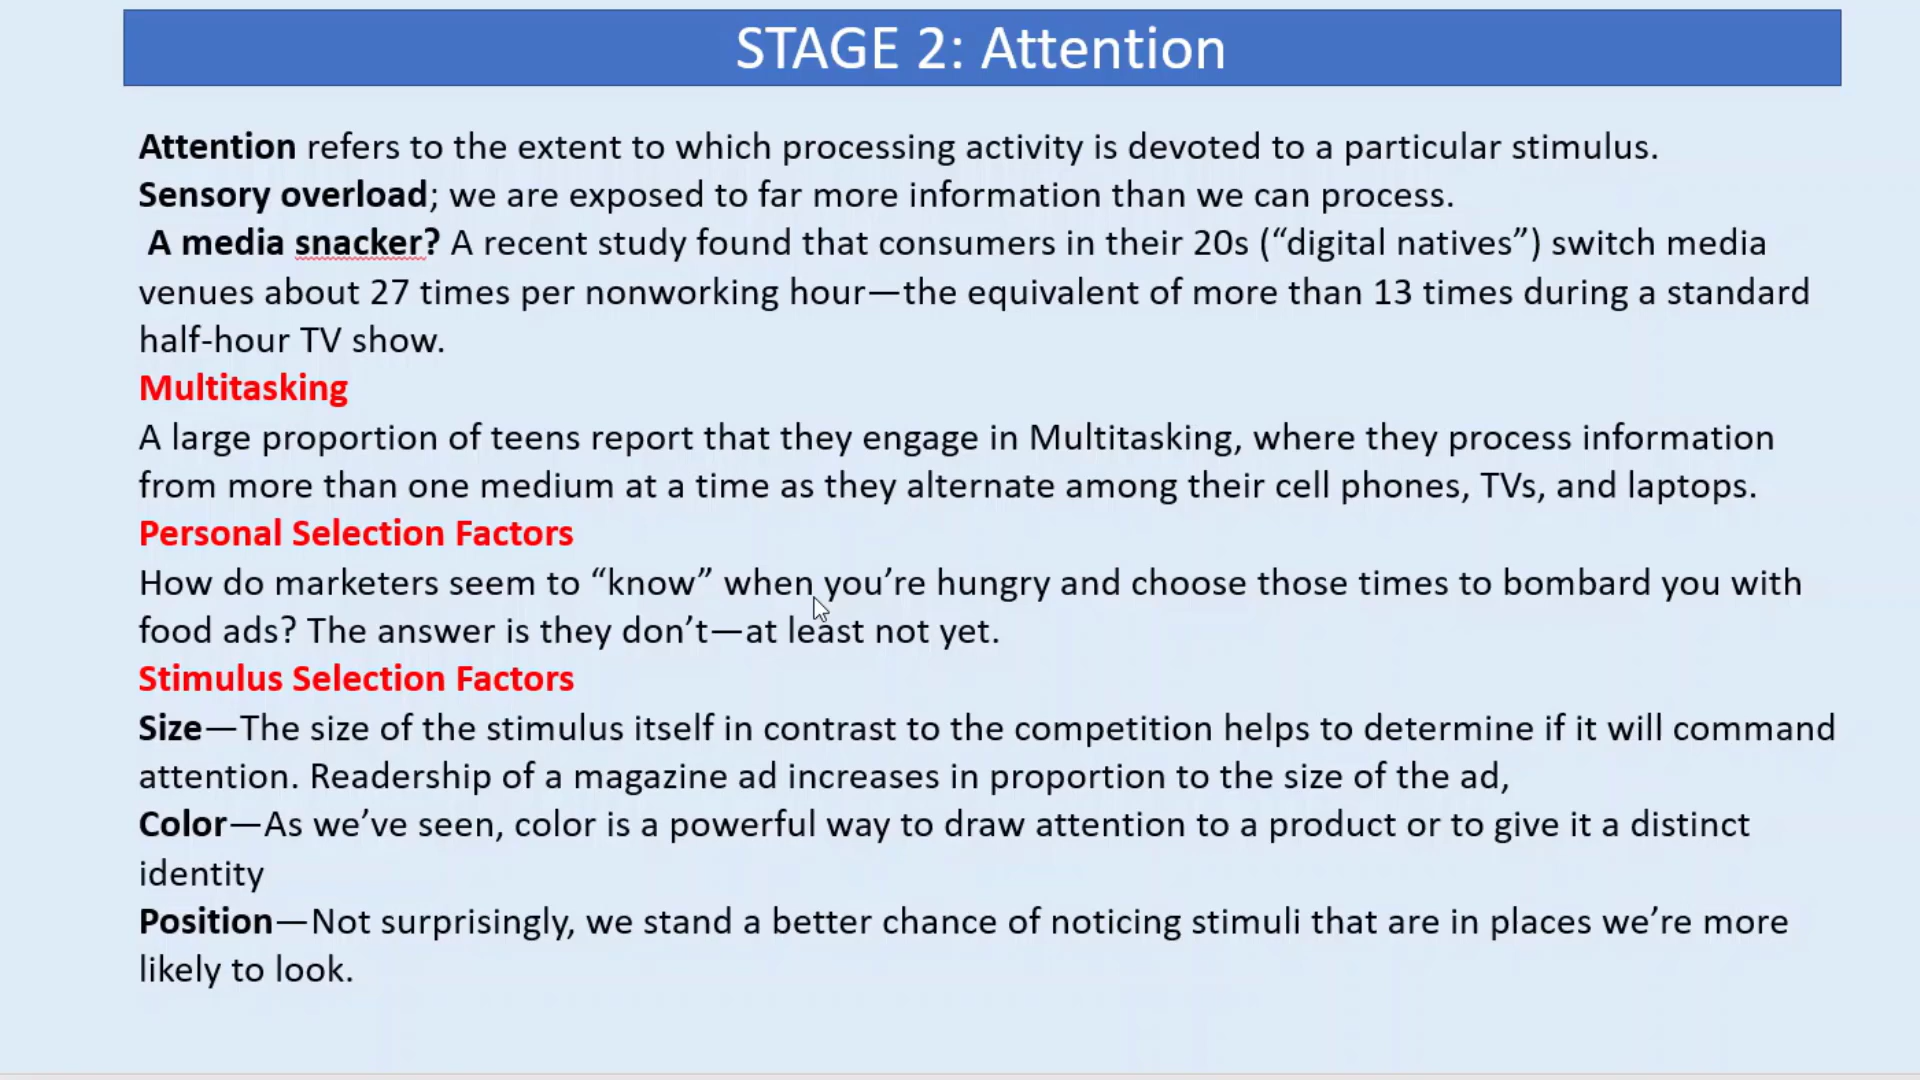 STAGE 2: Attention
Attention refers to the extent to which processing activity is devoted to a particular stimulus.
Sensory overload; we are exposed to far more information than we can process.
A media snacker? A recent study found that consumers in their 20s (“digital natives”) switch media
venues about 27 times per nonworking hour—the equivalent of more than 13 times during a standard
half-hour TV show.
Multitasking
A large proportion of teens report that they engage in Multitasking, where they process information
from more than one medium at a time as they alternate among their cell phones, TVs, and laptops.
Personal Selection Factors
How do marketers seem to “know” when you’re hungry and choose those times to bombard you with
food ads? The answer is they don’t—at least not yet.
Stimulus Selection Factors
Size—The size of the stimulus itself in contrast to the competition helps to determine if it will command
attention. Readership of a magazine ad increases in proportion to the size of the ad,
Color—As we’ve seen, color is a powerful way to draw attention to a product or to give it a distinct
identity
Position—Not surprisingly, we stand a better chance of noticing stimuli that are in places we’re more
likely to look.